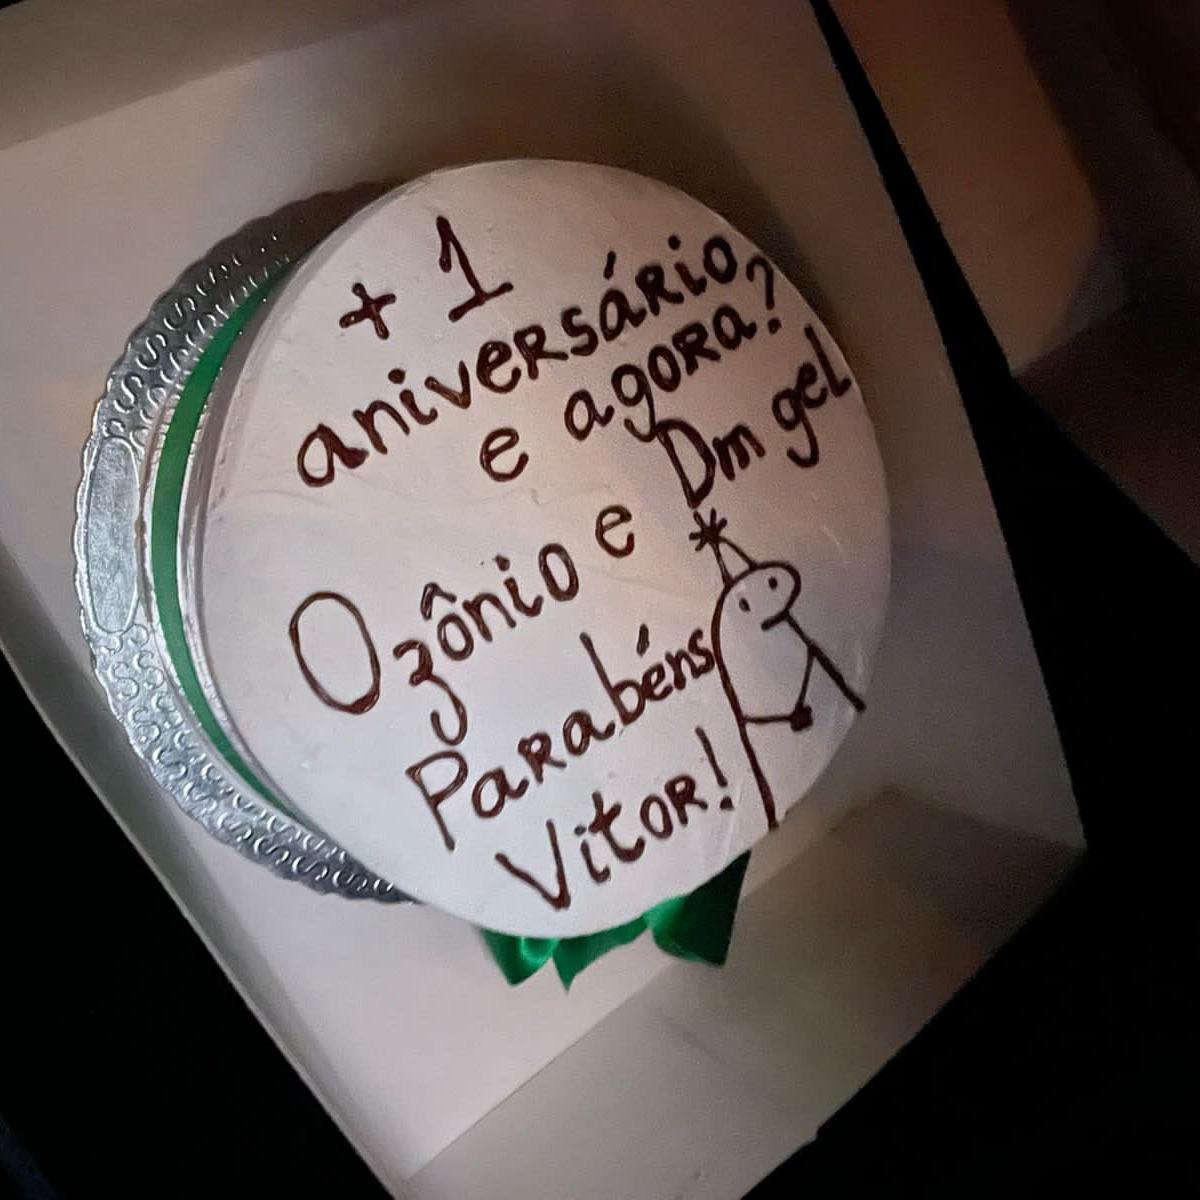 + 1
aniversário,
e agora?
Ozônio e Dm gel
Parabéns
Vitor!